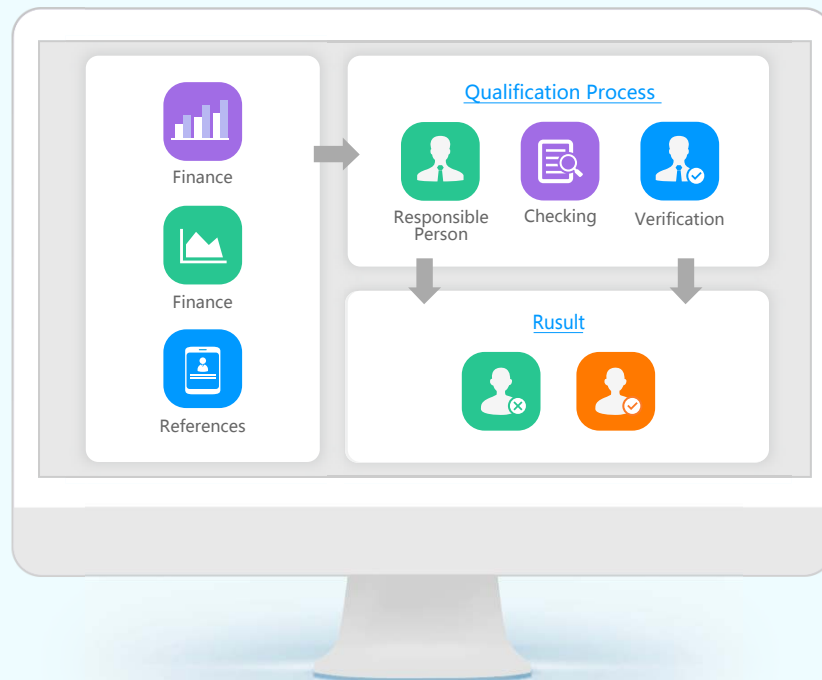 Finance
Finance
References
Qualification Process
Responsible
Person
Checking
Verification
Rusult